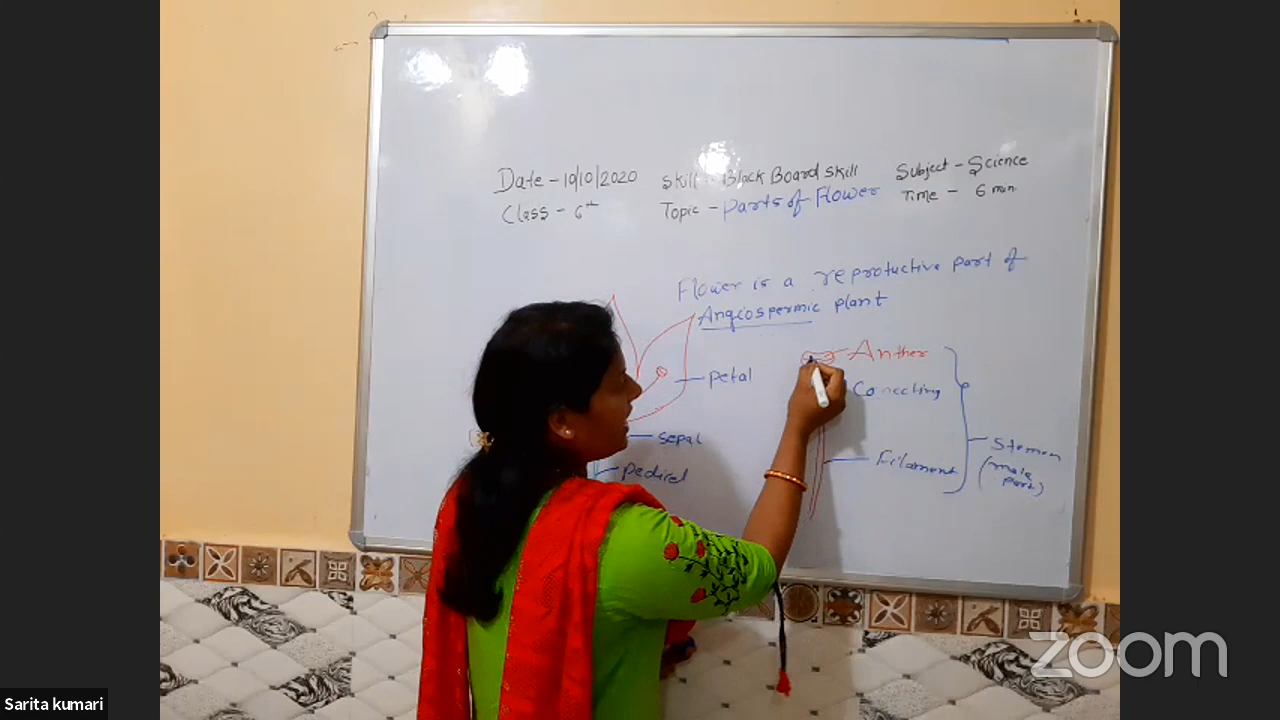 Date - 10/10/2020 Skill - Black Board Skill Subject - Science
Class - 6th Topic - Parts of Flower Time - 6 min.
Flower is a reproductive part of
Angiospermic plant
Anther
petal
Conecting
sepal
Stemen
Filament
(male
part)
pedicel
zoom
Sarita kumari